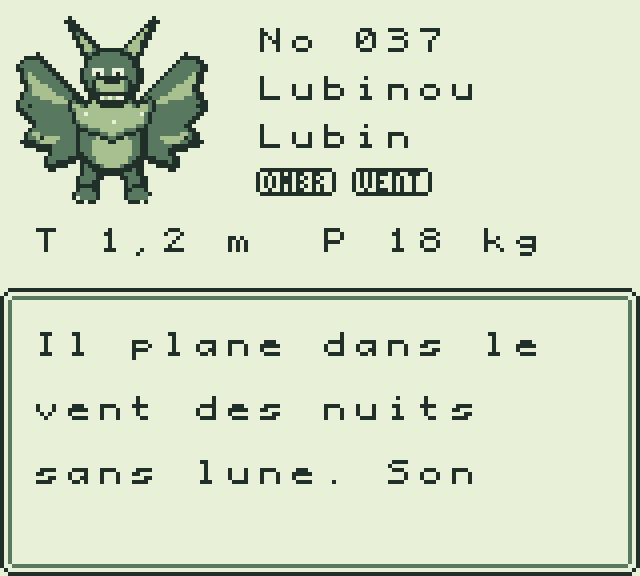 No 037
Lubinou
Lubin
OMBR VENT
T 1,2 m P 18 kg
Il plane dans le
vent des nuits
sans lune. Son